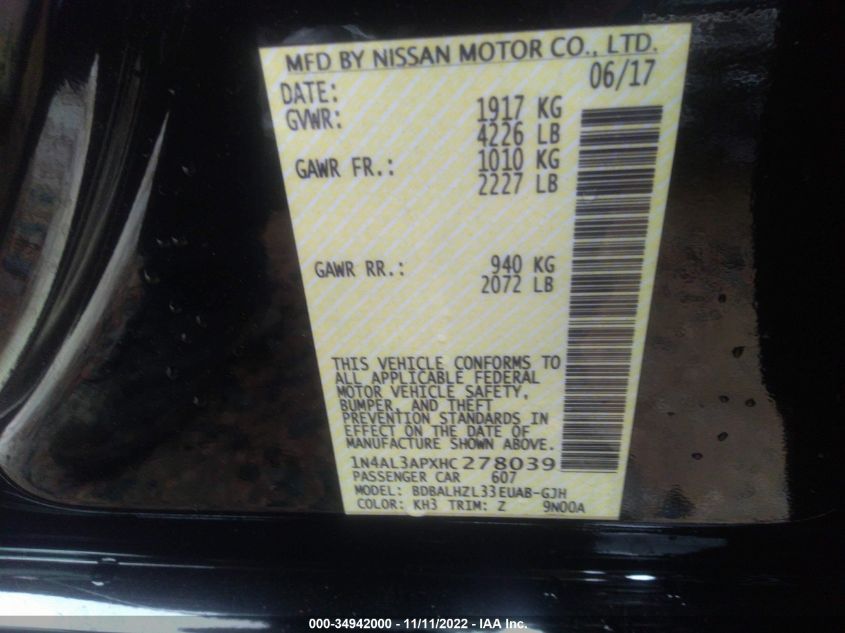 MFD BY NISSAN MOTOR CO., LTD.
DATE: 06/17
GVWR: 1917 KG
4226 LB
GAWR FR.: 1010 KG
2227 LB
GAWR RR.: 940 KG
2072 LB
THIS VEHICLE CONFORMS TO
ALL APPLICABLE FEDERAL
MOTOR VEHICLE SAFETY,
BUMPER, AND THEFT
PREVENTION STANDARDS IN
EFFECT ON THE DATE OF
MANUFACTURE SHOWN ABOVE.
1N4AL3APXHC278039
PASSENGER CAR 607
MODEL: BDBALHZL33EUAB-GJH
COLOR: KH3 TRIM: Z 9N00A
000-34942000 - 11/11/2022 - IAA Inc.